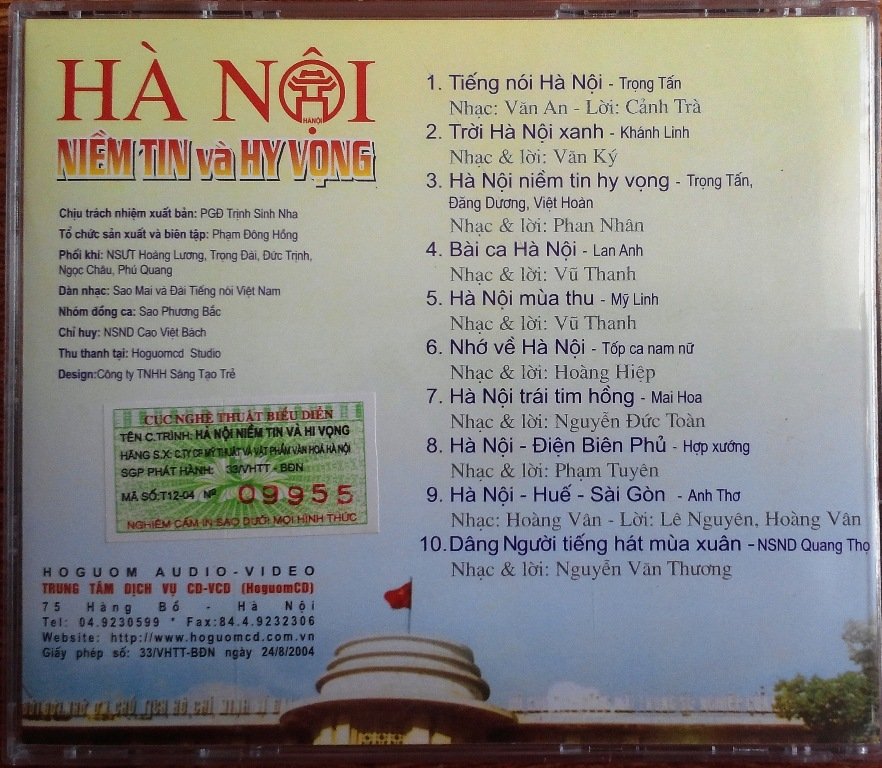 HÀ NỘI
HANỘI
NIỀM TIN và HY VỌNG
Chịu trách nhiệm xuất bản: PGĐ Trịnh Sinh Nha
Tổ chức sản xuất và biên tập: Phạm Đông Hồng
Phối khí: NSƯT Hoàng Lương, Trọng Đài, Đức Trịnh,
Ngọc Châu, Phú Quang
Dàn nhạc: Sao Mai và Đài Tiếng nói Việt Nam
Nhóm đồng ca: Sao Phương Bắc
Chỉ huy: NSND Cao Việt Bách
Thu thanh tại: Hoguomcd Studio
Design:Công ty TNHH Sáng Tạo Trẻ
CỤC NGHỆ THUẬT BIỂU DIỄN
TÊN C.TRÌNH: HÀ NỘI NIỀM TIN VÀ HI VỌNG
HÃNG S.X: C.TY CP MỸ THUẬT VÀ VẬT PHẨM VĂN HOÁ HÀ NỘI
SGP PHÁT HÀNH: 33/VHTT - BĐN
MÃ SỐ:T12-04 Nº 09955
NGHIÊM CẤM IN SAO DƯỚI MỌI HÌNH THỨC
HOGUOM AUDIO-VIDEO
TRUNG TÂM DỊCH VỤ CD-VCD (HoguomCD)
75 Hàng Bồ - Hà Nội
Tel: 04.9230599 * Fax:84.4.9232306
Website: http://www.hoguomcd.com.vn
Giấy phép số: 33/VHTT-BĐN ngày 24/8/2004
1. Tiếng nói Hà Nội - Trọng Tấn
Nhạc: Văn An - Lời: Cảnh Trà
2. Trời Hà Nội xanh - Khánh Linh
Nhạc & lời: Văn Ký
3. Hà Nội niềm tin hy vọng - Trọng Tấn,
Đăng Dương, Việt Hoàn
Nhạc & lời: Phan Nhân
4. Bài ca Hà Nội - Lan Anh
Nhạc & lời: Vũ Thanh
5. Hà Nội mùa thu - Mỹ Linh
Nhạc & lời: Vũ Thanh
6. Nhớ về Hà Nội - Tốp ca nam nữ
Nhạc & lời: Hoàng Hiệp
7. Hà Nội trái tim hồng - Mai Hoa
Nhạc & lời: Nguyễn Đức Toàn
8. Hà Nội - Điện Biên Phủ - Hợp xướng
Nhạc & lời: Phạm Tuyên
9. Hà Nội - Huế - Sài Gòn - Anh Thơ
Nhạc: Hoàng Vân - Lời: Lê Nguyên, Hoàng Vân
10. Dâng Người tiếng hát mùa xuân - NSND Quang Thọ
Nhạc & lời: Nguyễn Văn Thương